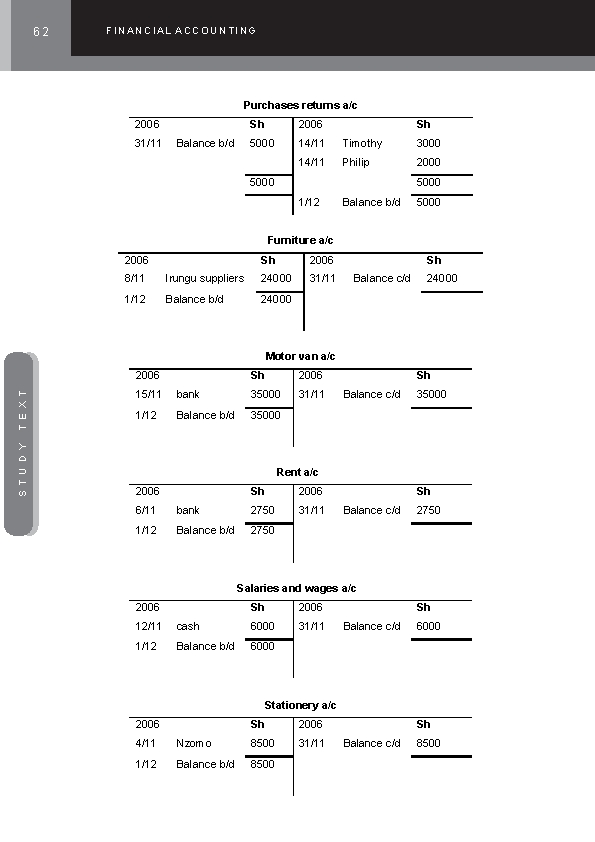 62 FINANCIAL ACCOUNTING
Purchases returns a/c
2006 Sh 2006 Sh
31/11 Balance b/d 5000 14/11 Timothy 3000
14/11 Philip 2000
5000 5000
1/12 Balance b/d 5000
Furniture a/c
2006 Sh 2006 Sh
8/11 Irungu suppliers 24000 31/11 Balance c/d 24000
1/12 Balance b/d 24000
Motor van a/c
2006 Sh 2006 Sh
15/11 bank 35000 31/11 Balance c/d 35000
1/12 Balance b/d 35000
STUDY TEXT
Rent a/c
2006 Sh 2006 Sh
6/11 bank 2750 31/11 Balance c/d 2750
1/12 Balance b/d 2750
Salaries and wages a/c
2006 Sh 2006 Sh
12/11 cash 6000 31/11 Balance c/d 6000
1/12 Balance b/d 6000
Stationery a/c
2006 Sh 2006 Sh
4/11 Nzomo 8500 31/11 Balance c/d 8500
1/12 Balance b/d 8500